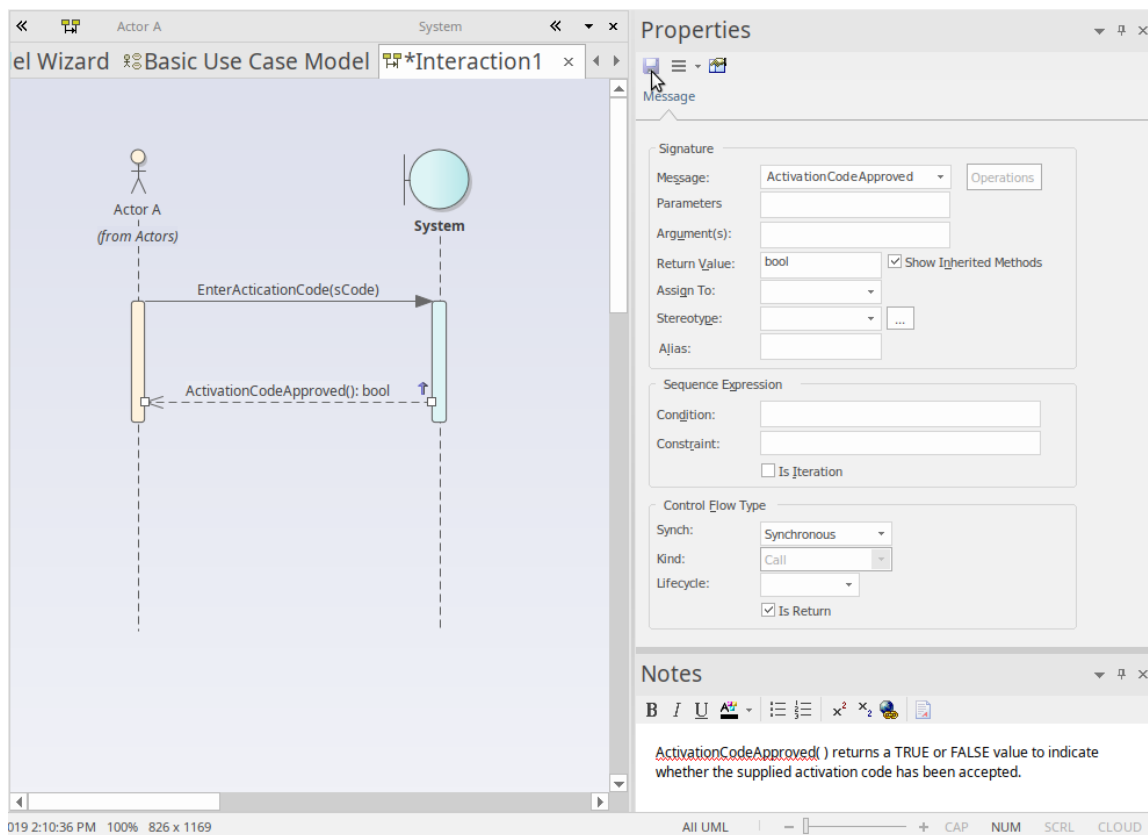 Actor A System
el Wizard Basic Use Case Model *Interaction1
Actor A
(from Actors)
System
EnterActicationCode(sCode)
ActivationCodeApproved(): bool
019 2:10:36 PM 100% 826 x 1169
Properties
Message
Signature
Message: ActivationCodeApproved Operations
Parameters
Argument(s):
Return Value: bool Show Inherited Methods
Assign To:
Stereotype: ...
Alias:
Sequence Expression
Condition:
Constraint:
Is Iteration
Control Flow Type
Synch: Synchronous
Kind: Call
Lifecycle:
Is Return
Notes
B I U A x² x₂
ActivationCodeApproved( ) returns a TRUE or FALSE value to indicate
whether the supplied activation code has been accepted.
All UML CAP NUM SCRL CLOUD